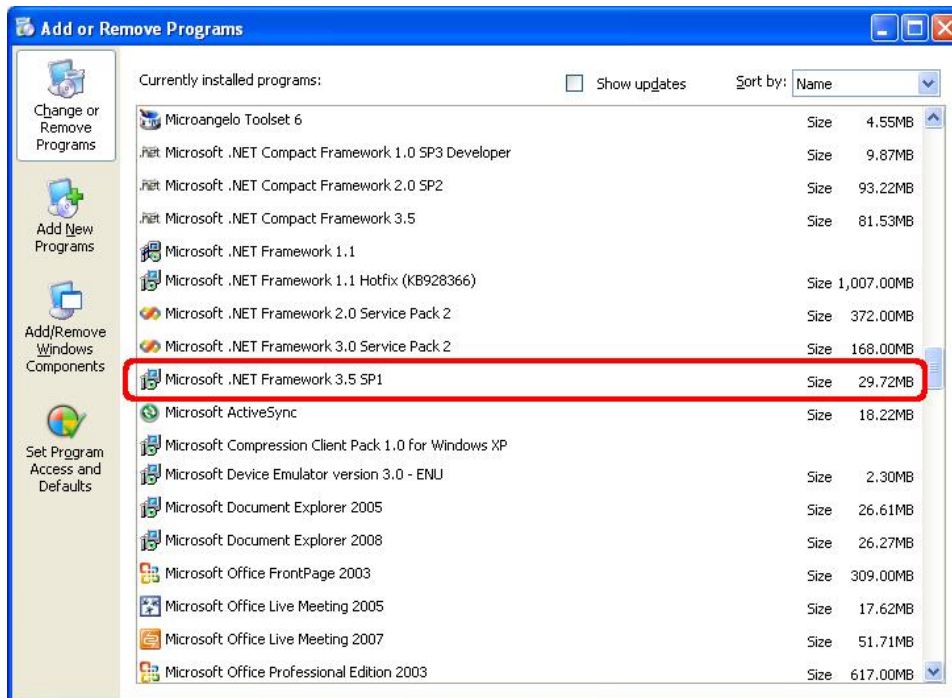 Add or Remove Programs
Change or
Remove
Programs
Add New
Programs
Add/Remove
Windows
Components
Set Program
Access and
Defaults
Currently installed programs: Show updates Sort by: Name
Microangelo Toolset 6 Size 4.55MB
.net Microsoft .NET Compact Framework 1.0 SP3 Developer Size 9.87MB
.net Microsoft .NET Compact Framework 2.0 SP2 Size 93.22MB
.net Microsoft .NET Compact Framework 3.5 Size 81.53MB
Microsoft .NET Framework 1.1
Microsoft .NET Framework 1.1 Hotfix (KB928366) Size 1,007.00MB
Microsoft .NET Framework 2.0 Service Pack 2 Size 372.00MB
Microsoft .NET Framework 3.0 Service Pack 2 Size 168.00MB
Microsoft .NET Framework 3.5 SP1 Size 29.72MB
Microsoft ActiveSync Size 18.22MB
Microsoft Compression Client Pack 1.0 for Windows XP
Microsoft Device Emulator version 3.0 - ENU Size 2.30MB
Microsoft Document Explorer 2005 Size 26.61MB
Microsoft Document Explorer 2008 Size 26.27MB
Microsoft Office FrontPage 2003 Size 309.00MB
Microsoft Office Live Meeting 2005 Size 17.62MB
Microsoft Office Live Meeting 2007 Size 51.71MB
Microsoft Office Professional Edition 2003 Size 617.00MB